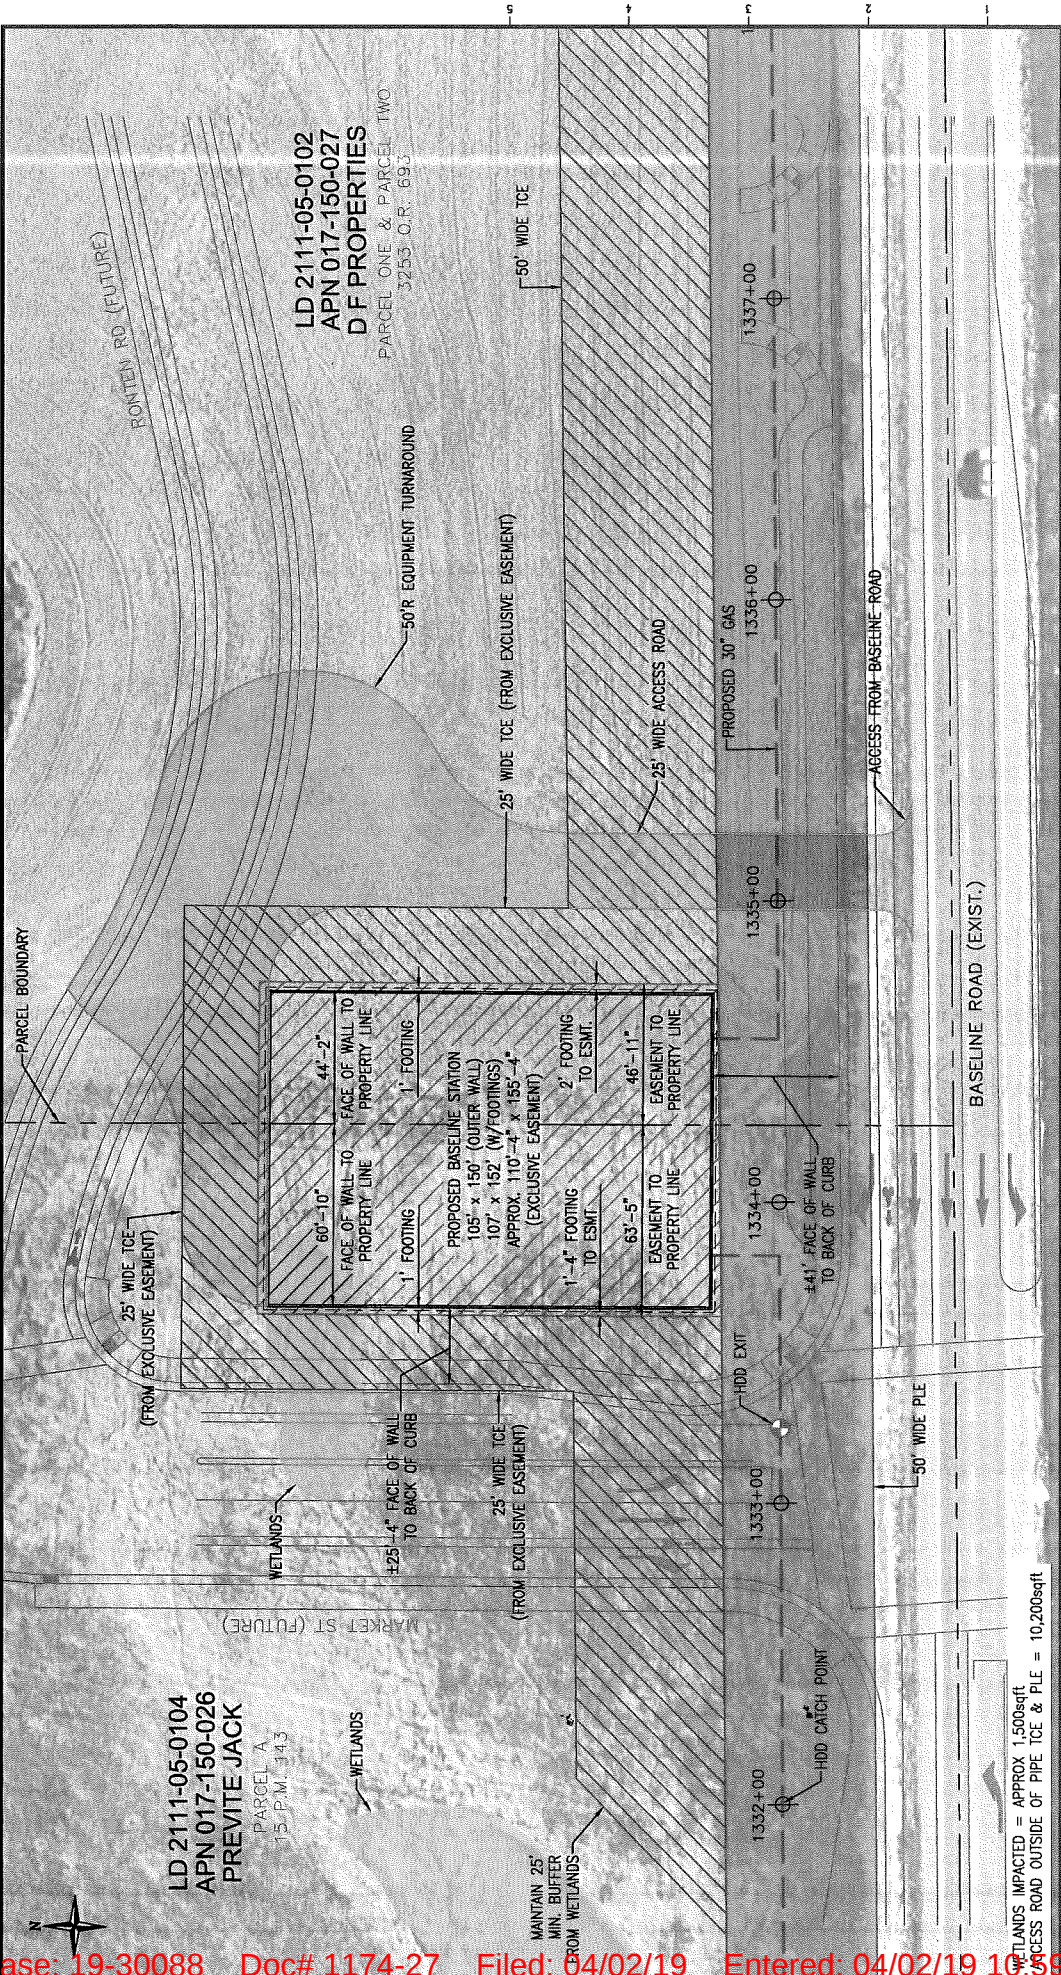 5
4
3
2
1
LD 2111-05-0102
APN 017-150-027
D F PROPERTIES
PARCEL ONE & PARCEL TWO
3253 O.R. 693
RONTEN RD (FUTURE)
50' WIDE TCE
1337+00
50'R EQUIPMENT TURNAROUND
25' WIDE TCE (FROM EXCLUSIVE EASEMENT)
25' WIDE ACCESS ROAD
PROPOSED 30" GAS
1336+00
ACCESS FROM BASELINE ROAD
1335+00
BASELINE ROAD (EXIST.)
PARCEL BOUNDARY
44'-2"
FACE OF WALL TO
PROPERTY LINE
1' FOOTING
2' FOOTING
TO ESMT.
46'-11"
EASEMENT TO
PROPERTY LINE
PROPOSED BASELINE STATION
105' x 150' (OUTER WALL)
107' x 152' (W/FOOTINGS)
APPROX. 110'-4" x 155'-4"
(EXCLUSIVE EASEMENT)
60'-10"
FACE OF WALL TO
PROPERTY LINE
1' FOOTING
1'-4" FOOTING
TO ESMT.
63'-5"
EASEMENT TO
PROPERTY LINE
25' WIDE TCE
(FROM EXCLUSIVE EASEMENT)
1334+00
±41' FACE OF WALL
TO BACK OF CURB
HDD EXIT
±25'-4" FACE OF WALL
TO BACK OF CURB
25' WIDE TCE
(FROM EXCLUSIVE EASEMENT)
WETLANDS
50' WIDE PLE
1333+00
MARKET ST (FUTURE)
LD 2111-05-0104
APN 017-150-026
PREVITE JACK
PARCEL A
15 P.M. 143
WETLANDS
HDD CATCH POINT
1332+00
MAINTAIN 25'
MIN. BUFFER
FROM WETLANDS
WETLANDS IMPACTED = APPROX 1,500sqft
ACCESS ROAD OUTSIDE OF PIPE TCE & PLE = 10,200sqft
N
ase: 19-30088 Doc# 1174-27 Filed: 04/02/19 Entered: 04/02/19 10:59